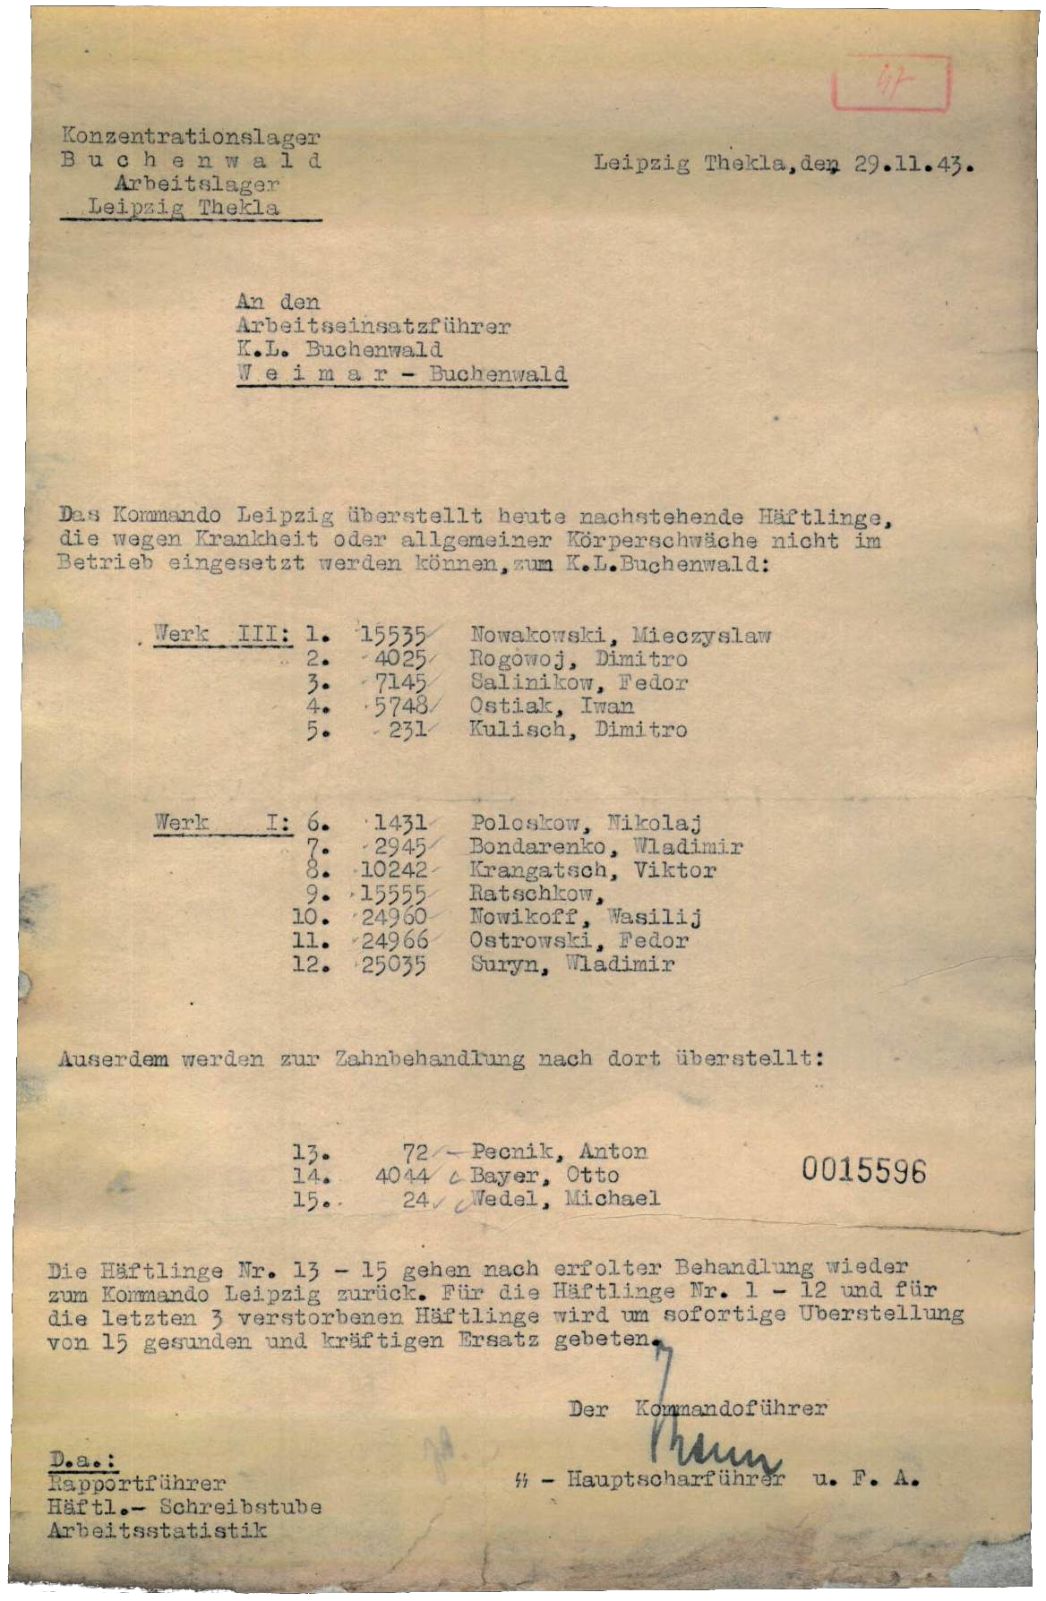 47
Konzentrationslager
B u c h e n w a l d
Arbeitslager
Leipzig Thekla
Leipzig Thekla, den 29.11.43.
An den
Arbeitseinsatzführer
K.L. Buchenwald
W e i m a r - Buchenwald
Das Kommando Leipzig überstellt heute nachstehende Häftlinge,
die wegen Krankheit oder allgemeiner Körperschwäche nicht im
Betrieb eingesetzt werden können,zum K.L.Buchenwald:
Werk III: 1. 15535 Nowakowski, Mieczyslaw
2. 4025 Rogowoj, Dimitro
3. 7145 Salinikow, Fedor
4. 5748 Ostiak, Iwan
5. 231 Kulisch, Dimitro
Werk I: 6. 1431 Poloskow, Nikolaj
7. 2945 Bondarenko, Wladimir
8. 10242 Krangatsch, Viktor
9. 15555 Ratschkow,
10. 24960 Nowikoff, Wasilij
11. 24966 Ostrowski, Fedor
12. 25035 Suryn, Wladimir
Auserdem werden zur Zahnbehandlung nach dort überstellt:
13. 72 Pecnik, Anton
14. 4044 Bayer, Otto
15. 24 Wedel, Michael
0015596
Die Häftlinge Nr. 13 - 15 gehen nach erfolter Behandlung wieder
zum Kommando Leipzig zurück. Für die Häftlinge Nr. 1 - 12 und für
die letzten 3 verstorbenen Häftlinge wird um sofortige Uberstellung
von 15 gesunden und kräftigen Ersatz gebeten.
Der Kommandoführer
SS - Hauptscharführer u. F. A.
D.a.:
Rapportführer
Häftl.- Schreibstube
Arbeitsstatistik